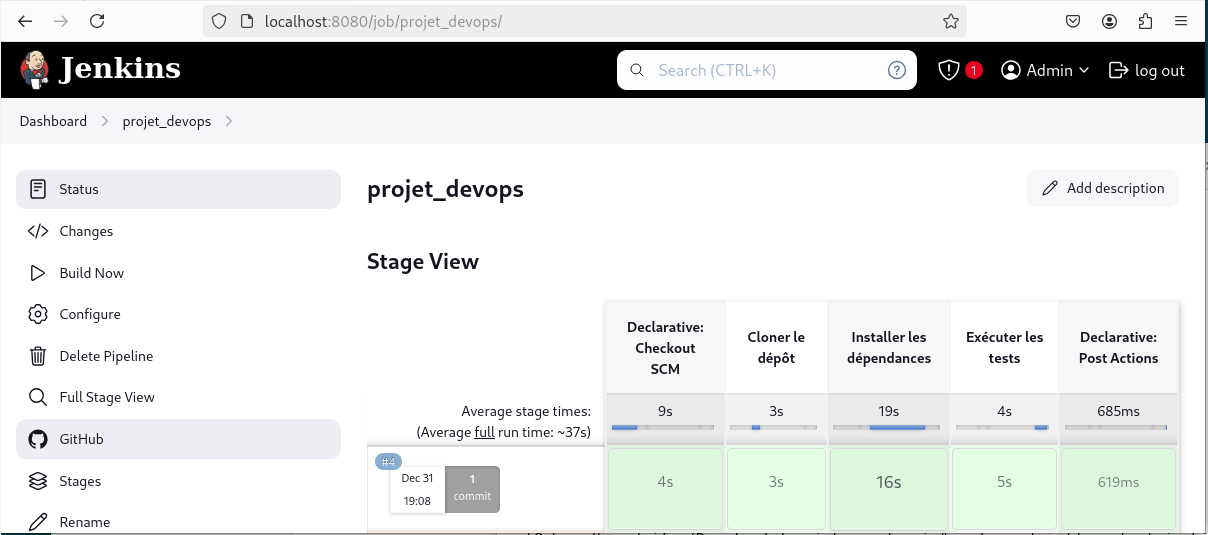 localhost:8080/job/projet_devops/
Jenkins
Search (CTRL+K)
?
1
Admin
log out
Dashboard
projet_devops
Status
Changes
Build Now
Configure
Delete Pipeline
Full Stage View
GitHub
Stages
Rename
projet_devops
Add description
Stage View
Declarative:
Checkout
SCM
Cloner le
dépôt
Installer les
dépendances
Exécuter les
tests
Declarative:
Post Actions
Average stage times:
(Average full run time: ~37s)
9s
3s
19s
4s
685ms
#4
Dec 31
19:08
1
commit
4s
3s
16s
5s
619ms